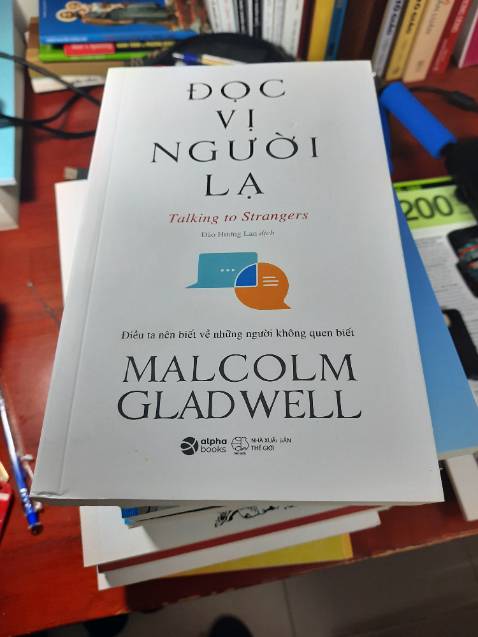 ĐỌC
VỊ
NGƯỜI
LẠ
Talking to Strangers
Đào Hương Lan dịch
Điều ta nên biết về những người không quen biết
MALCOLM
GLADWELL
alpha
books
NHÀ XUẤT BẢN
THẾ GIỚI
200